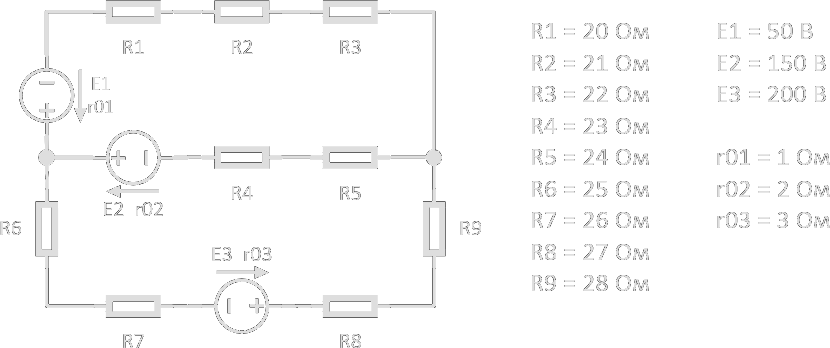 R1 R2 R3
E1
r01
R4 R5
E2 r02
R6 R9
E3 r03
R7 R8
R1 = 20 Ом E1 = 50 В
R2 = 21 Ом E2 = 150 В
R3 = 22 Ом E3 = 200 В
R4 = 23 Ом
R5 = 24 Ом r01 = 1 Ом
R6 = 25 Ом r02 = 2 Ом
R7 = 26 Ом r03 = 3 Ом
R8 = 27 Ом
R9 = 28 Ом